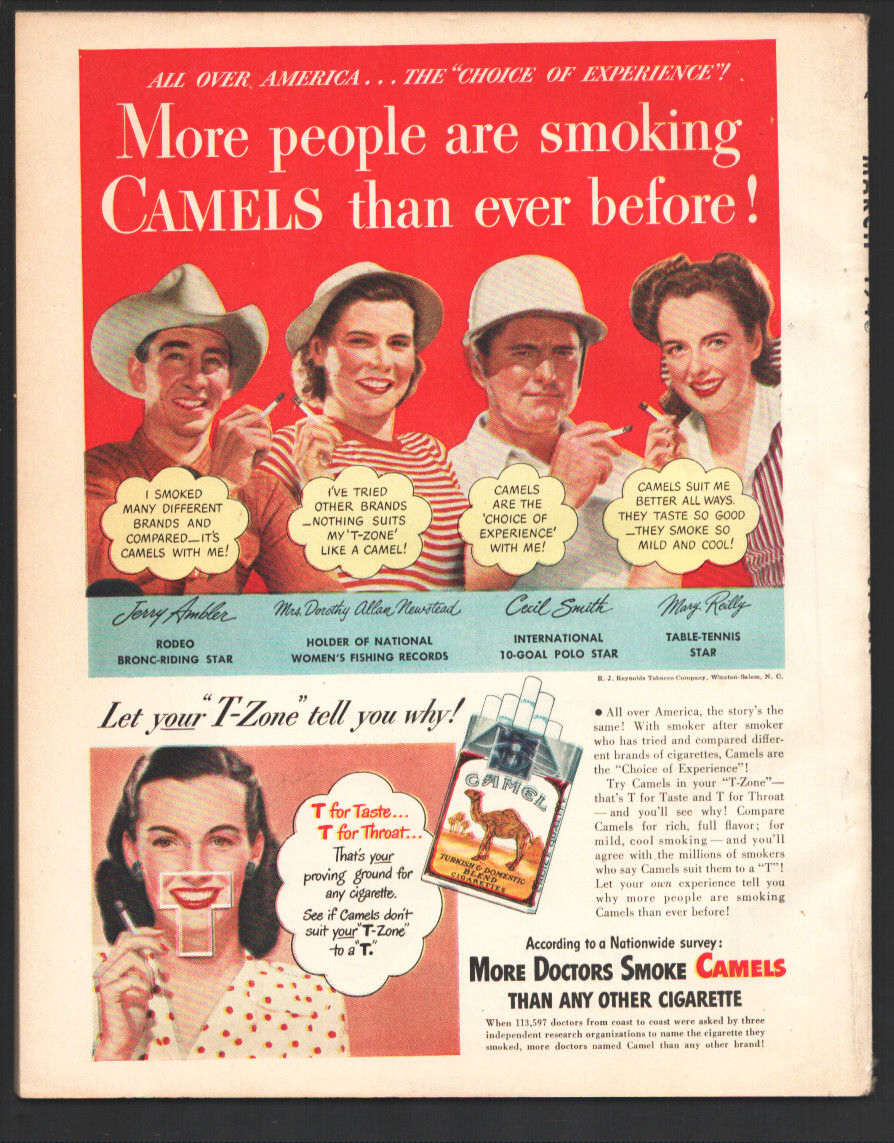 ALL OVER AMERICA... THE "CHOICE OF EXPERIENCE"!
More people are smoking
CAMELS than ever before!
I SMOKED
MANY DIFFERENT
BRANDS AND
COMPARED—IT'S
CAMELS WITH ME!
I'VE TRIED
OTHER BRANDS
—NOTHING SUITS
MY 'T-ZONE'
LIKE A CAMEL!
CAMELS
ARE THE
'CHOICE OF
EXPERIENCE'
WITH ME!
CAMELS SUIT ME
BETTER ALL WAYS.
THEY TASTE SO GOOD
—THEY SMOKE SO
MILD AND COOL!
Jerry Ambler
RODEO
BRONC-RIDING STAR
Mrs. Dorothy Allan Newstead
HOLDER OF NATIONAL
WOMEN'S FISHING RECORDS
Cecil Smith
INTERNATIONAL
10-GOAL POLO STAR
Mary Reilly
TABLE-TENNIS
STAR
R. J. Reynolds Tobacco Company, Winston-Salem, N. C.
Let your "T-Zone" tell you why!
T for Taste...
T for Throat...
That's your
proving ground for
any cigarette.
See if Camels don't
suit your "T-Zone"
to a "T."
CAMEL
TURKISH & DOMESTIC
BLEND
CIGARETTES
● All over America, the story's the
same! With smoker after smoker
who has tried and compared differ-
ent brands of cigarettes, Camels are
the "Choice of Experience"!
Try Camels in your "T-Zone"—
that's T for Taste and T for Throat
—and you'll see why! Compare
Camels for rich, full flavor; for
mild, cool smoking—and you'll
agree with the millions of smokers
who say Camels suit them to a "T"!
Let your own experience tell you
why more people are smoking
Camels than ever before!
According to a Nationwide survey:
MORE DOCTORS SMOKE CAMELS
THAN ANY OTHER CIGARETTE
When 113,597 doctors from coast to coast were asked by three
independent research organizations to name the cigarette they
smoked, more doctors named Camel than any other brand!